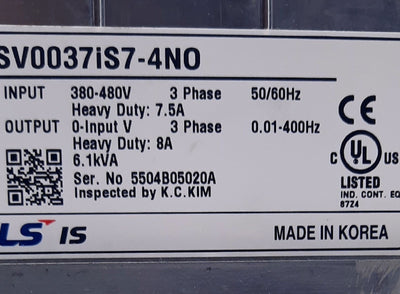 SV0037iS7-4NO
INPUT 380-480V 3 Phase 50/60Hz
Heavy Duty: 7.5A
OUTPUT 0-Input V 3 Phase 0.01-400Hz
Heavy Duty: 8A
6.1kVA
Ser. No 5504B05020A
Inspected by K.C.KIM
CE
C UL US
LISTED
IND. CONT. EQ
87Z4
LS IS MADE IN KOREA